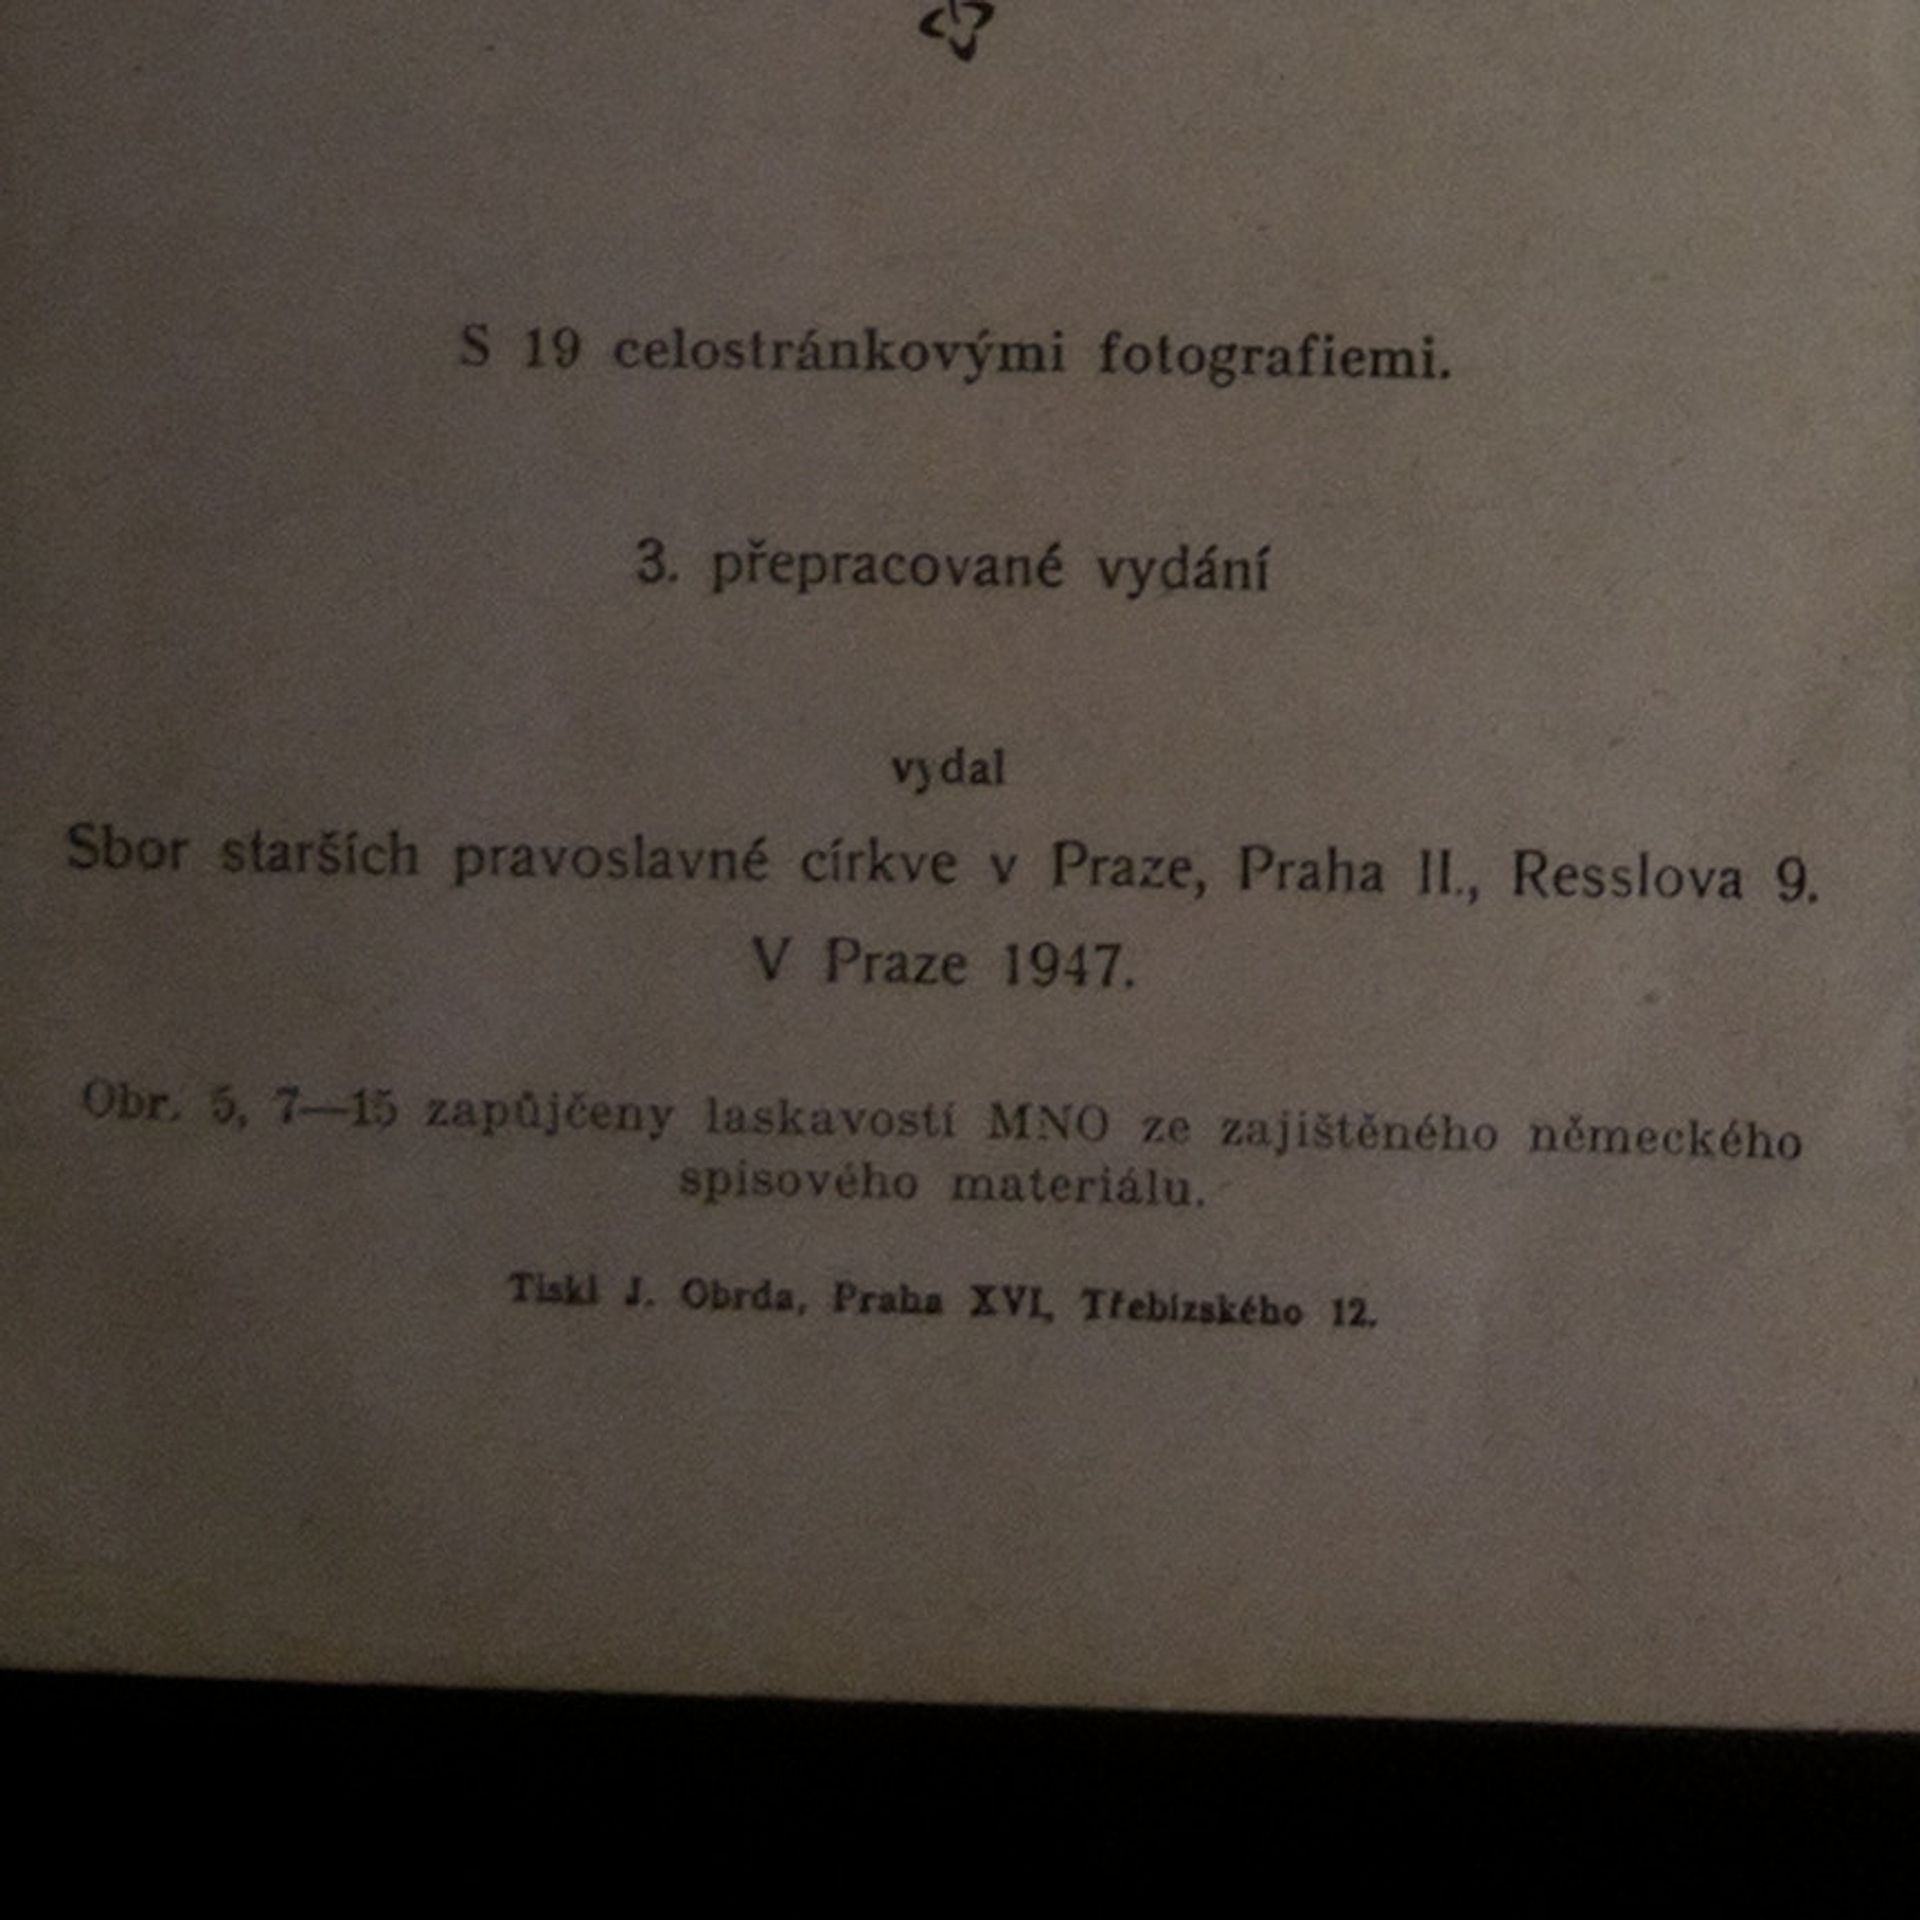 S 19 celostránkovými fotografiemi.
3. přepracované vydání
vydal
Sbor starších pravoslavné církve v Praze, Praha II., Resslova 9.
V Praze 1947.
Obr. 5, 7—15 zapůjčeny laskavostí MNO ze zajištěného německého
spisového materiálu.
Tiskl J. Obrda, Praha XVI, Třebízského 12.